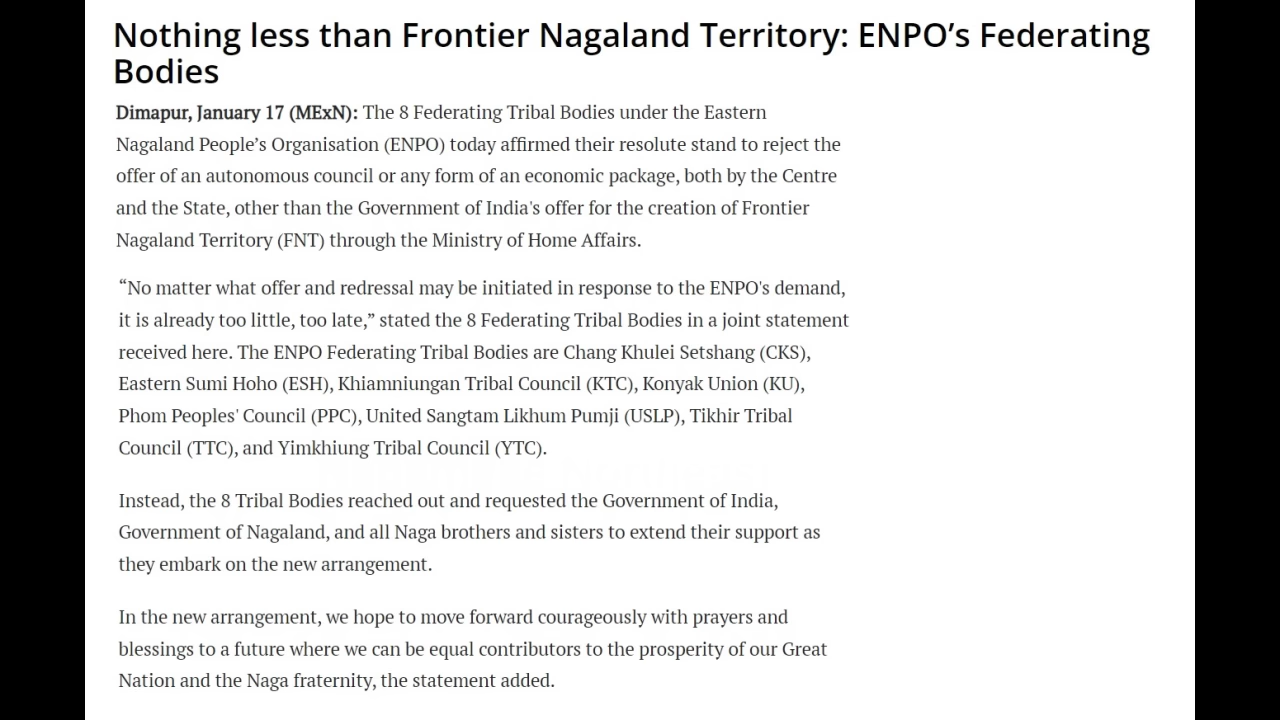 Nothing less than Frontier Nagaland Territory: ENPO’s Federating
Bodies
Dimapur, January 17 (MExN): The 8 Federating Tribal Bodies under the Eastern
Nagaland People’s Organisation (ENPO) today affirmed their resolute stand to reject the
offer of an autonomous council or any form of an economic package, both by the Centre
and the State, other than the Government of India's offer for the creation of Frontier
Nagaland Territory (FNT) through the Ministry of Home Affairs.
“No matter what offer and redressal may be initiated in response to the ENPO's demand,
it is already too little, too late,” stated the 8 Federating Tribal Bodies in a joint statement
received here. The ENPO Federating Tribal Bodies are Chang Khulei Setshang (CKS),
Eastern Sumi Hoho (ESH), Khiamniungan Tribal Council (KTC), Konyak Union (KU),
Phom Peoples' Council (PPC), United Sangtam Likhum Pumji (USLP), Tikhir Tribal
Council (TTC), and Yimkhiung Tribal Council (YTC).
Instead, the 8 Tribal Bodies reached out and requested the Government of India,
Government of Nagaland, and all Naga brothers and sisters to extend their support as
they embark on the new arrangement.
In the new arrangement, we hope to move forward courageously with prayers and
blessings to a future where we can be equal contributors to the prosperity of our Great
Nation and the Naga fraternity, the statement added.